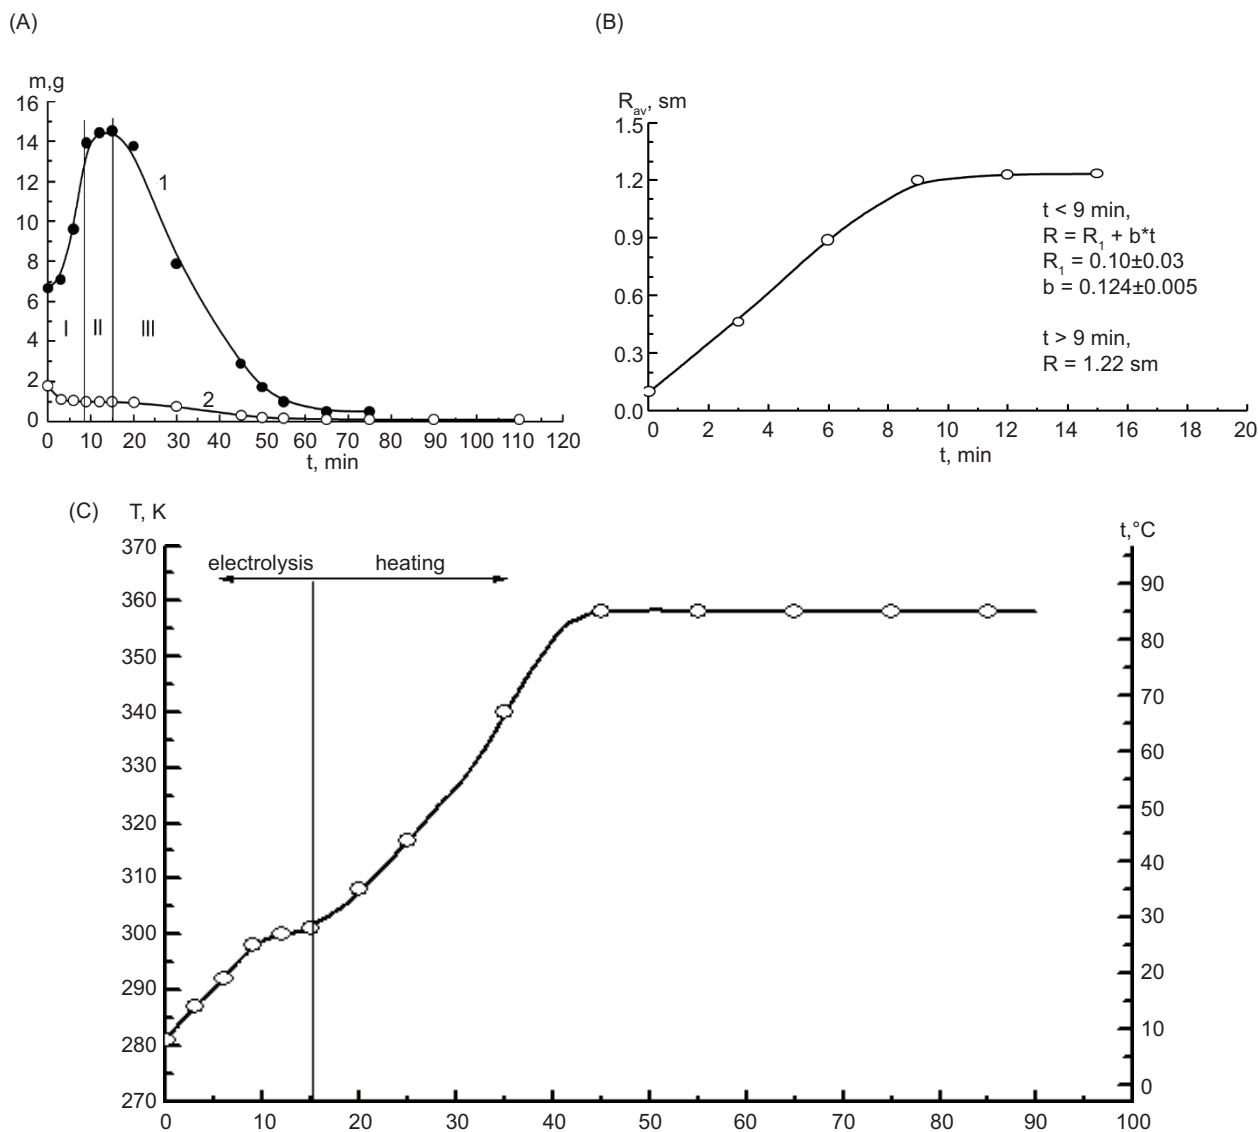 (A)
m,g
16
14
12
10
8
6
4
2
0
1
I II III
2
0 10 20 30 40 50 60 65 70 80 90 100 110 120
t, min
(B)
R_av, sm
1.5
1.2
0.9
0.6
0.3
0.0
t < 9 min,
R = R₁ + b*t
R₁ = 0.10±0.03
b = 0.124±0.005
t > 9 min,
R = 1.22 sm
0 2 4 6 8 10 12 14 16 18 20
t, min
(C)
T, K
t,°C
370
360
350
340
330
320
310
300
290
280
270
electrolysis heating
90
80
70
60
50
40
30
20
10
0
0 10 20 30 40 50 60 70 80 90 100